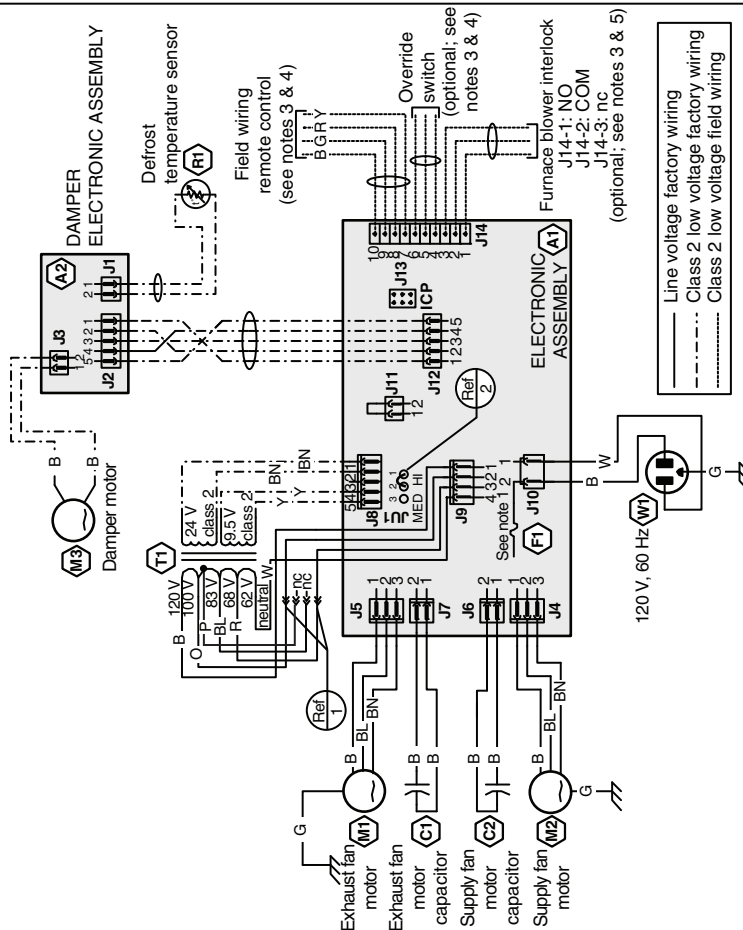 DAMPER
ELECTRONIC ASSEMBLY
A2
J3
1
2
J2
5
4
3
2
1
J1
2
1
Defrost
temperature sensor
R1
B
B
M3
Damper motor
Field wiring
remote control
(see notes 3 & 4)
B
G
R
Y
Override
switch
(optional; see
notes 3 & 4)
Furnace blower interlock
J14-1: NO
J14-2: COM
J14-3: nc
(optional; see notes 3 & 5)
J14
10
9
8
7
6
5
4
3
2
1
A1
ELECTRONIC
ASSEMBLY
J13
ICP
J12
1
2
3
4
5
J11
1
2
Ref
2
J8
5
4
3
2
1
JU1
3
2
1
MED
HI
J9
4
3
2
1
J10
2
1
See note 1
F1
T1
24 V
class 2
9.5 V
class 2
BN
BN
Y
Y
120 V
100 V
83 V
68 V
62 V
neutral
B
O
P
BL
R
W
nc
nc
Ref
1
J5
1
2
3
J7
2
1
J6
2
1
J4
1
2
3
G
B
BL
BN
M1
Exhaust fan
motor
B
B
C1
Exhaust fan
motor
capacitor
B
B
C2
Supply fan
motor
capacitor
B
BL
BN
G
M2
Supply fan
motor
B
W
G
W1
120 V, 60 Hz
Line voltage factory wiring
Class 2 low voltage factory wiring
Class 2 low voltage field wiring